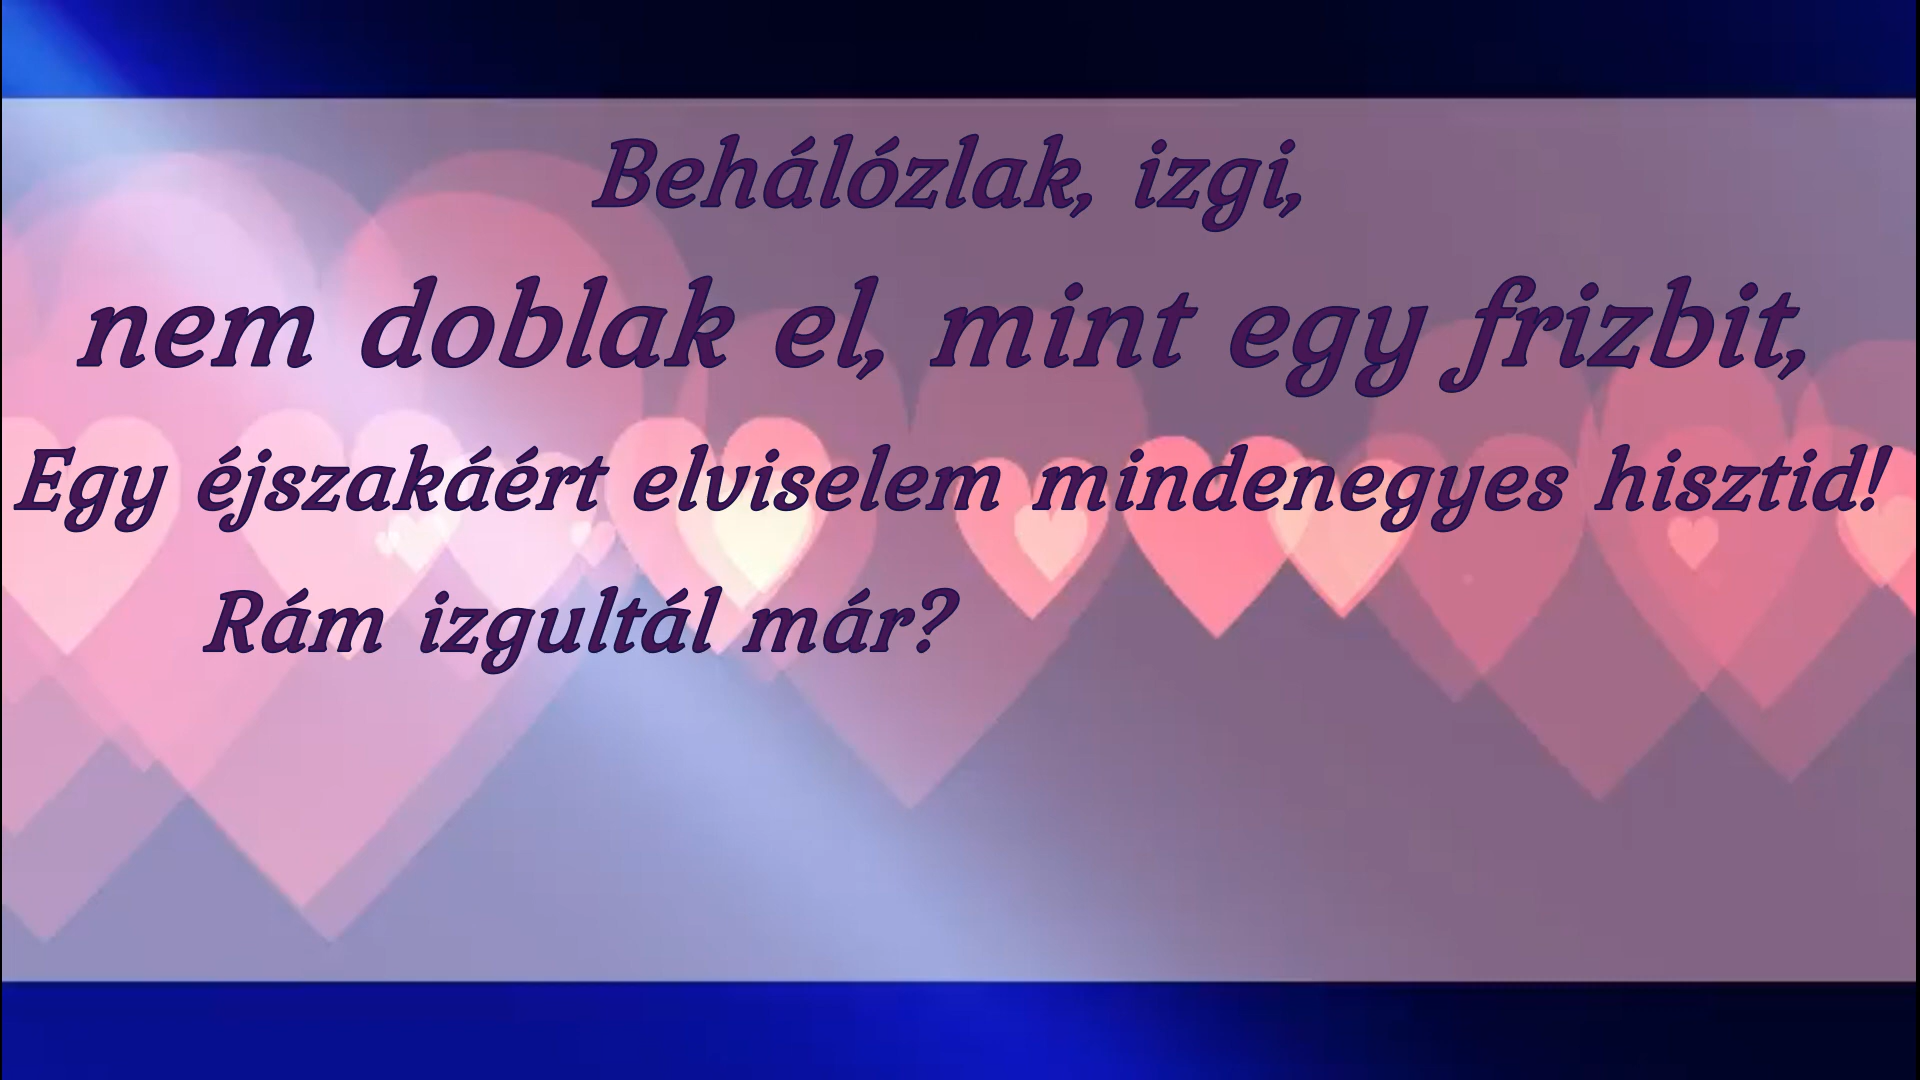 Behálózlak, izgi,
nem doblak el, mint egy frizbit,
Egy éjszakáért elviselem mindenegyes hisztid!
Rám izgultál már?